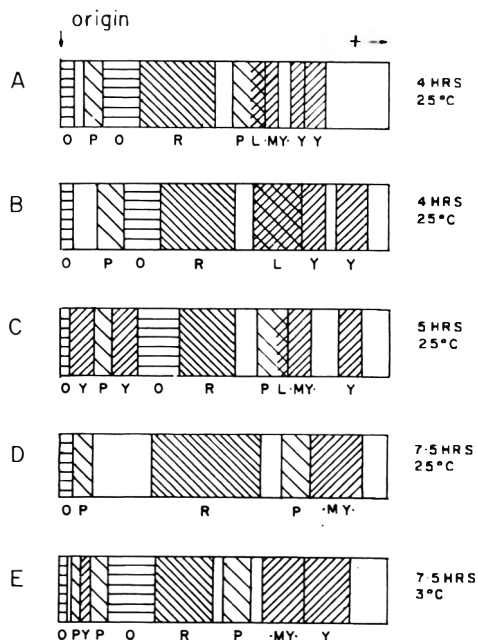 origin
+
A
4 HRS
25°C
O P O R P L ·MY· Y Y
B
4 HRS
25°C
O P O R L Y Y
C
5 HRS
25°C
O Y P Y O R P L ·MY· Y
D
7·5 HRS
25°C
O P R P ·MY·
E
7·5 HRS
3°C
O P Y P O R P ·MY· Y